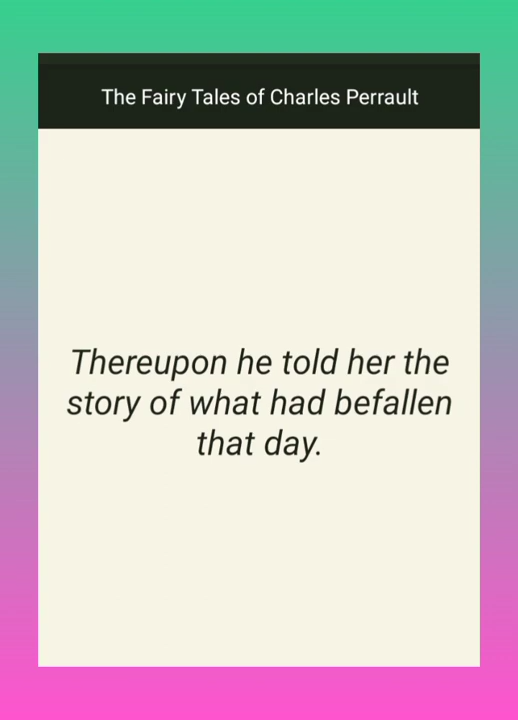 The Fairy Tales of Charles Perrault
Thereupon he told her the
story of what had befallen
that day.